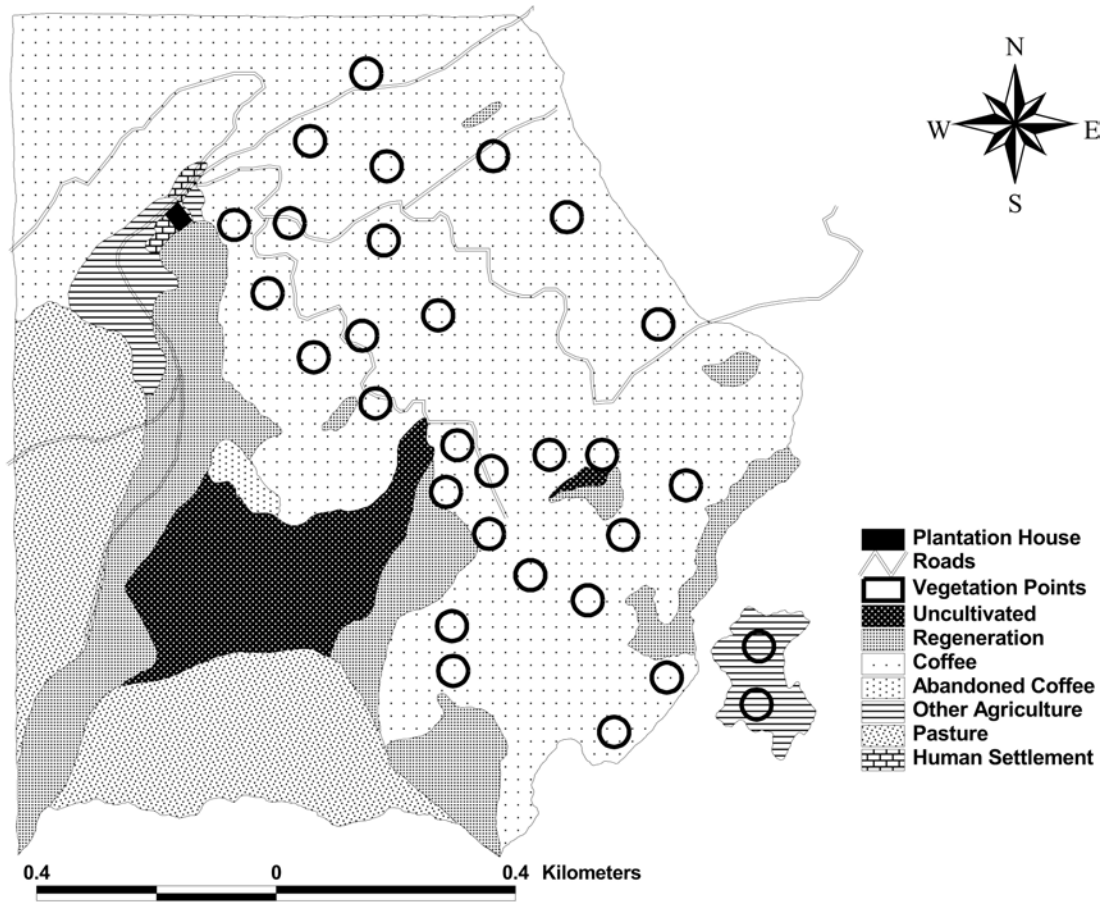 N
W E
S
Plantation House
Roads
Vegetation Points
Uncultivated
Regeneration
Coffee
Abandoned Coffee
Other Agriculture
Pasture
Human Settlement
0.4 0 0.4 Kilometers